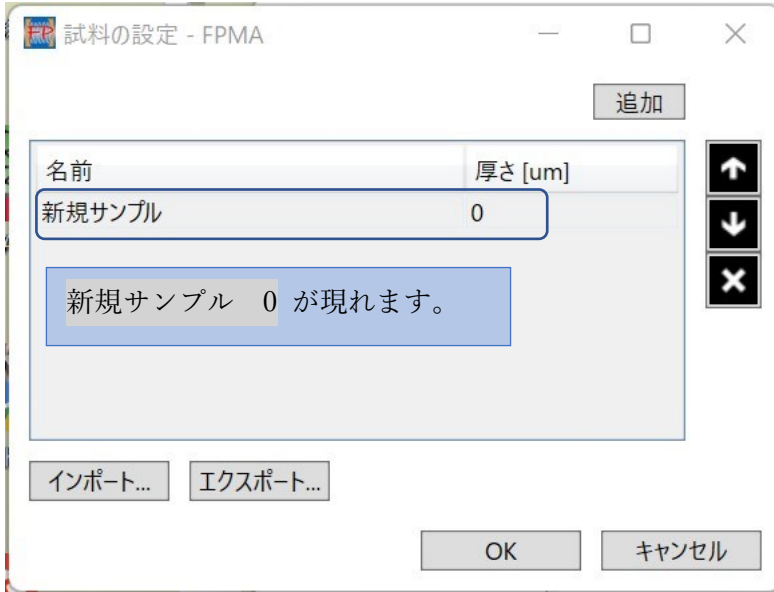 FP 試料の設定 - FPMA
追加
名前 厚さ [um]
新規サンプル 0
新規サンプル　0 が現れます。
インポート... エクスポート...
OK キャンセル